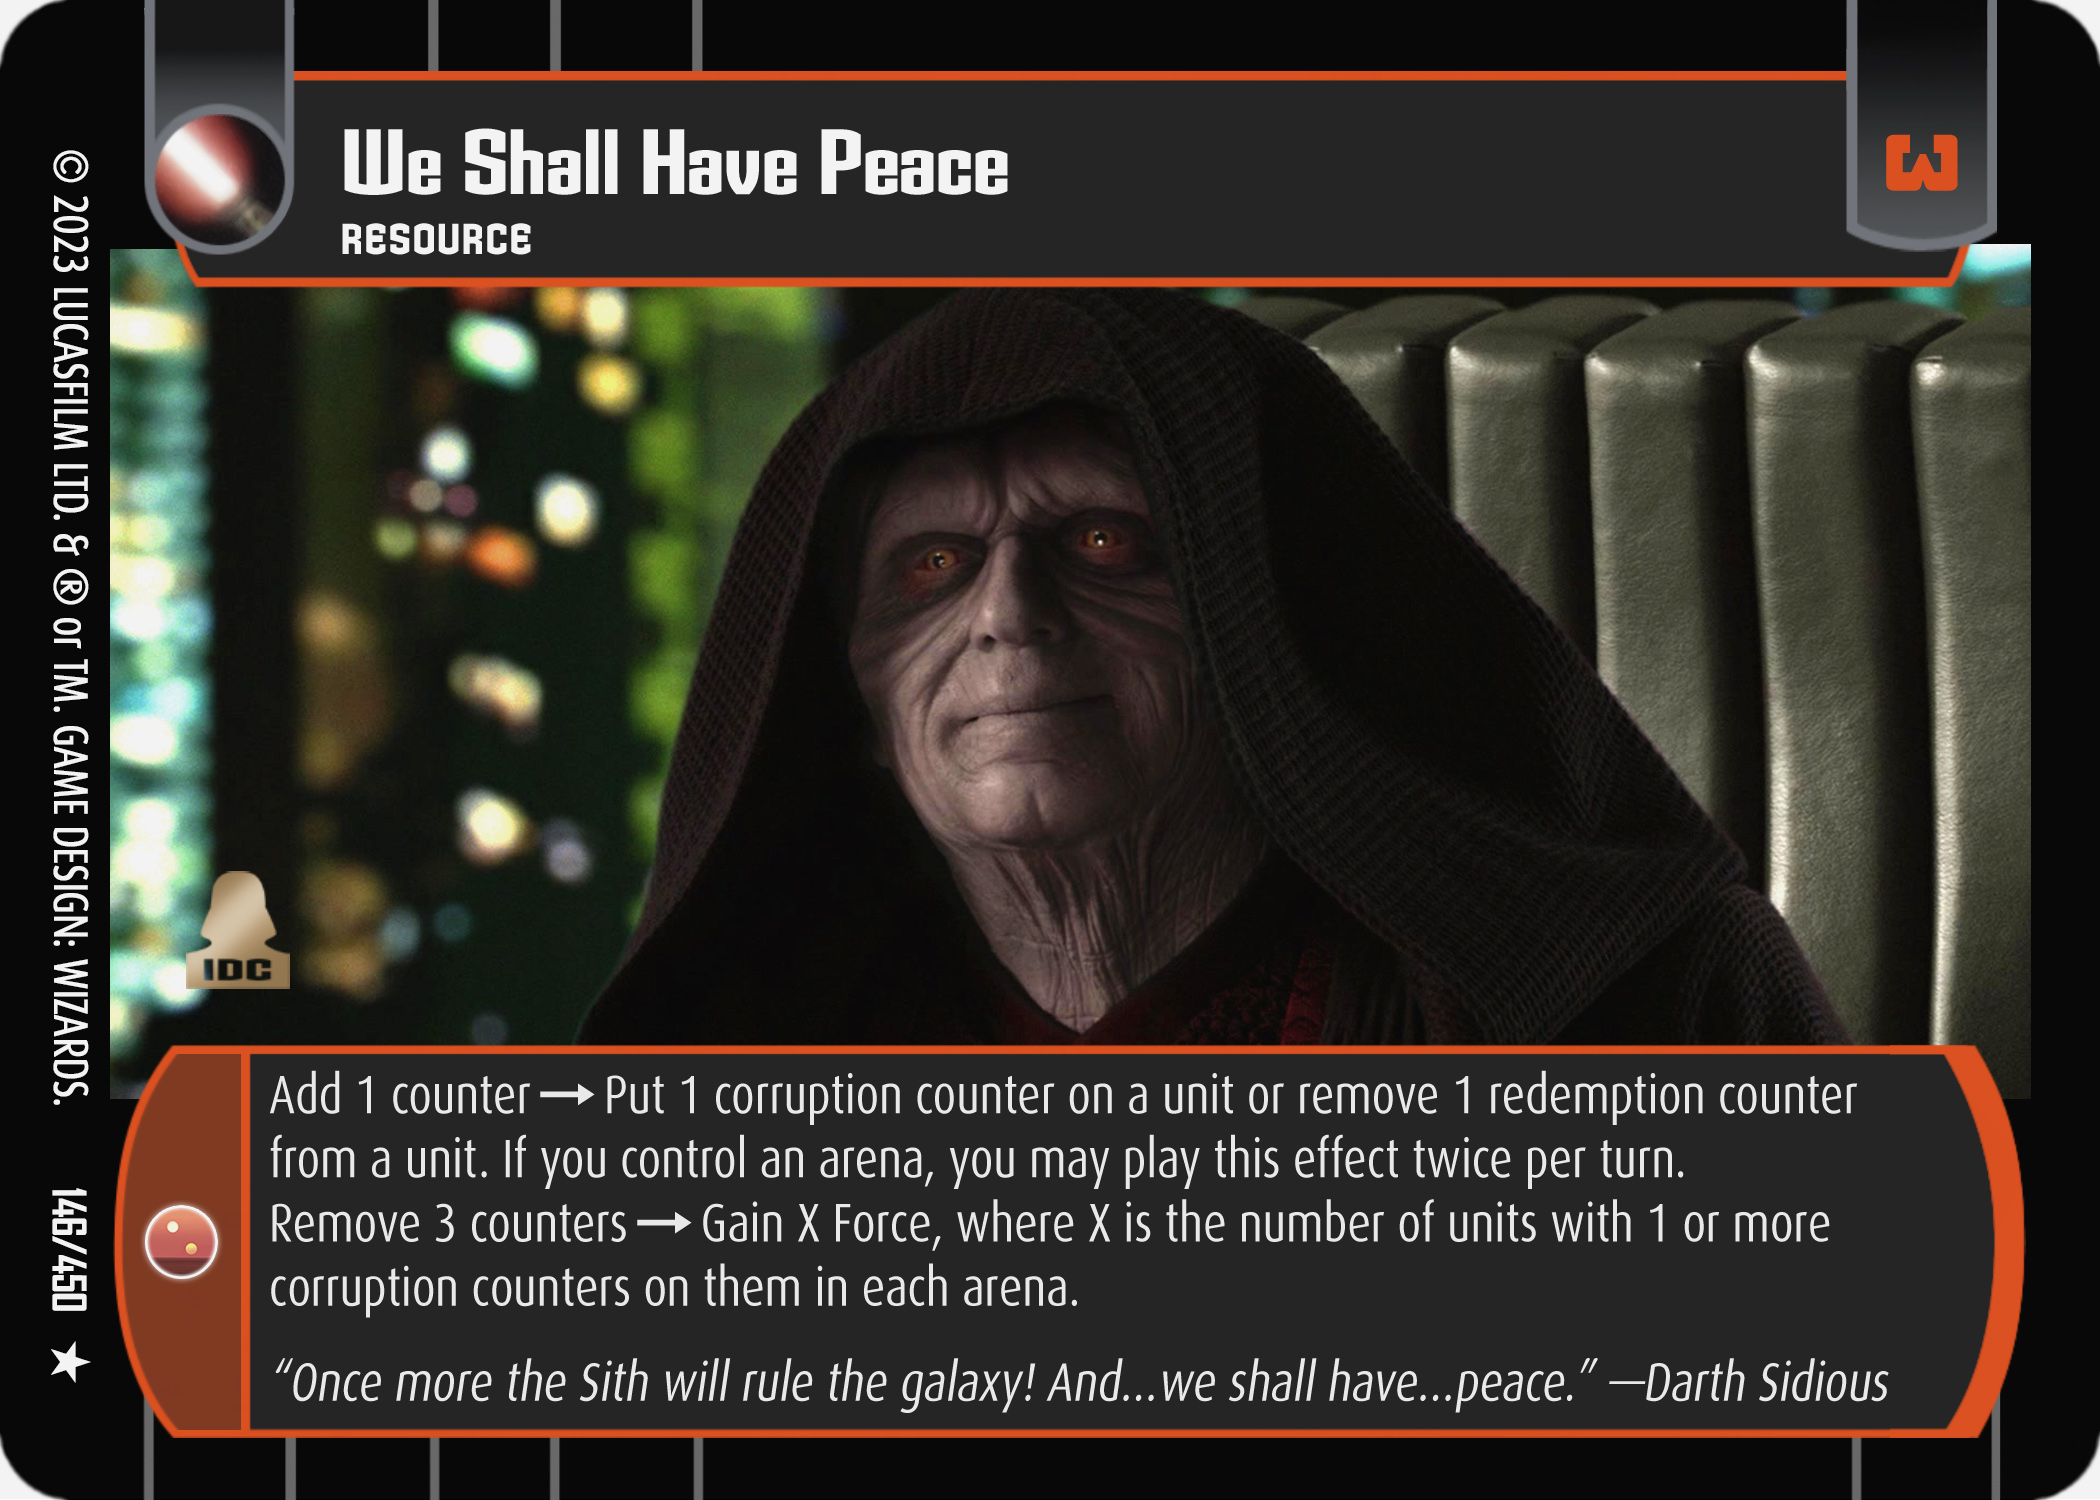 We Shall Have Peace
RESOURCE
3
© 2023 LUCASFILM LTD. & ® or TM. GAME DESIGN: WIZARDS.
146/450 ★
IDC
Add 1 counter → Put 1 corruption counter on a unit or remove 1 redemption counter
from a unit. If you control an arena, you may play this effect twice per turn.
Remove 3 counters → Gain X Force, where X is the number of units with 1 or more
corruption counters on them in each arena.
“Once more the Sith will rule the galaxy! And...we shall have...peace.” —Darth Sidious